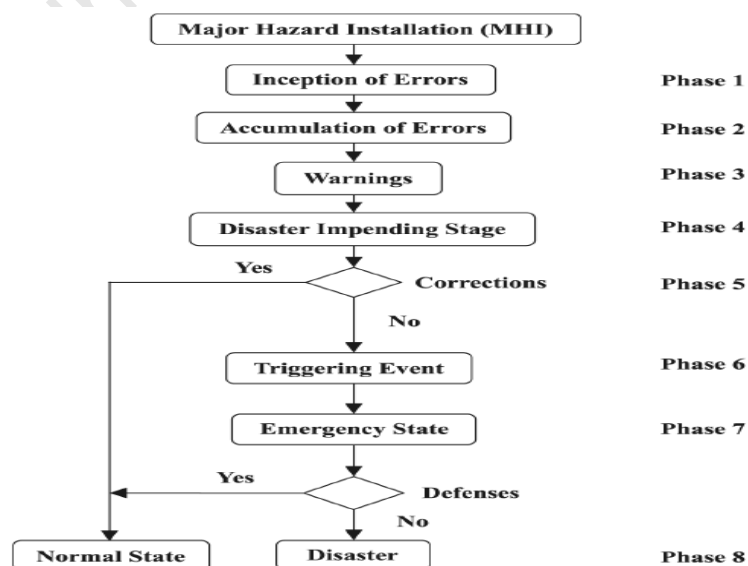 Major Hazard Installation (MHI)
Inception of Errors Phase 1
Accumulation of Errors Phase 2
Warnings Phase 3
Disaster Impending Stage Phase 4
Yes
Corrections Phase 5
No
Triggering Event Phase 6
Emergency State Phase 7
Yes
Defenses
No
Normal State Disaster Phase 8